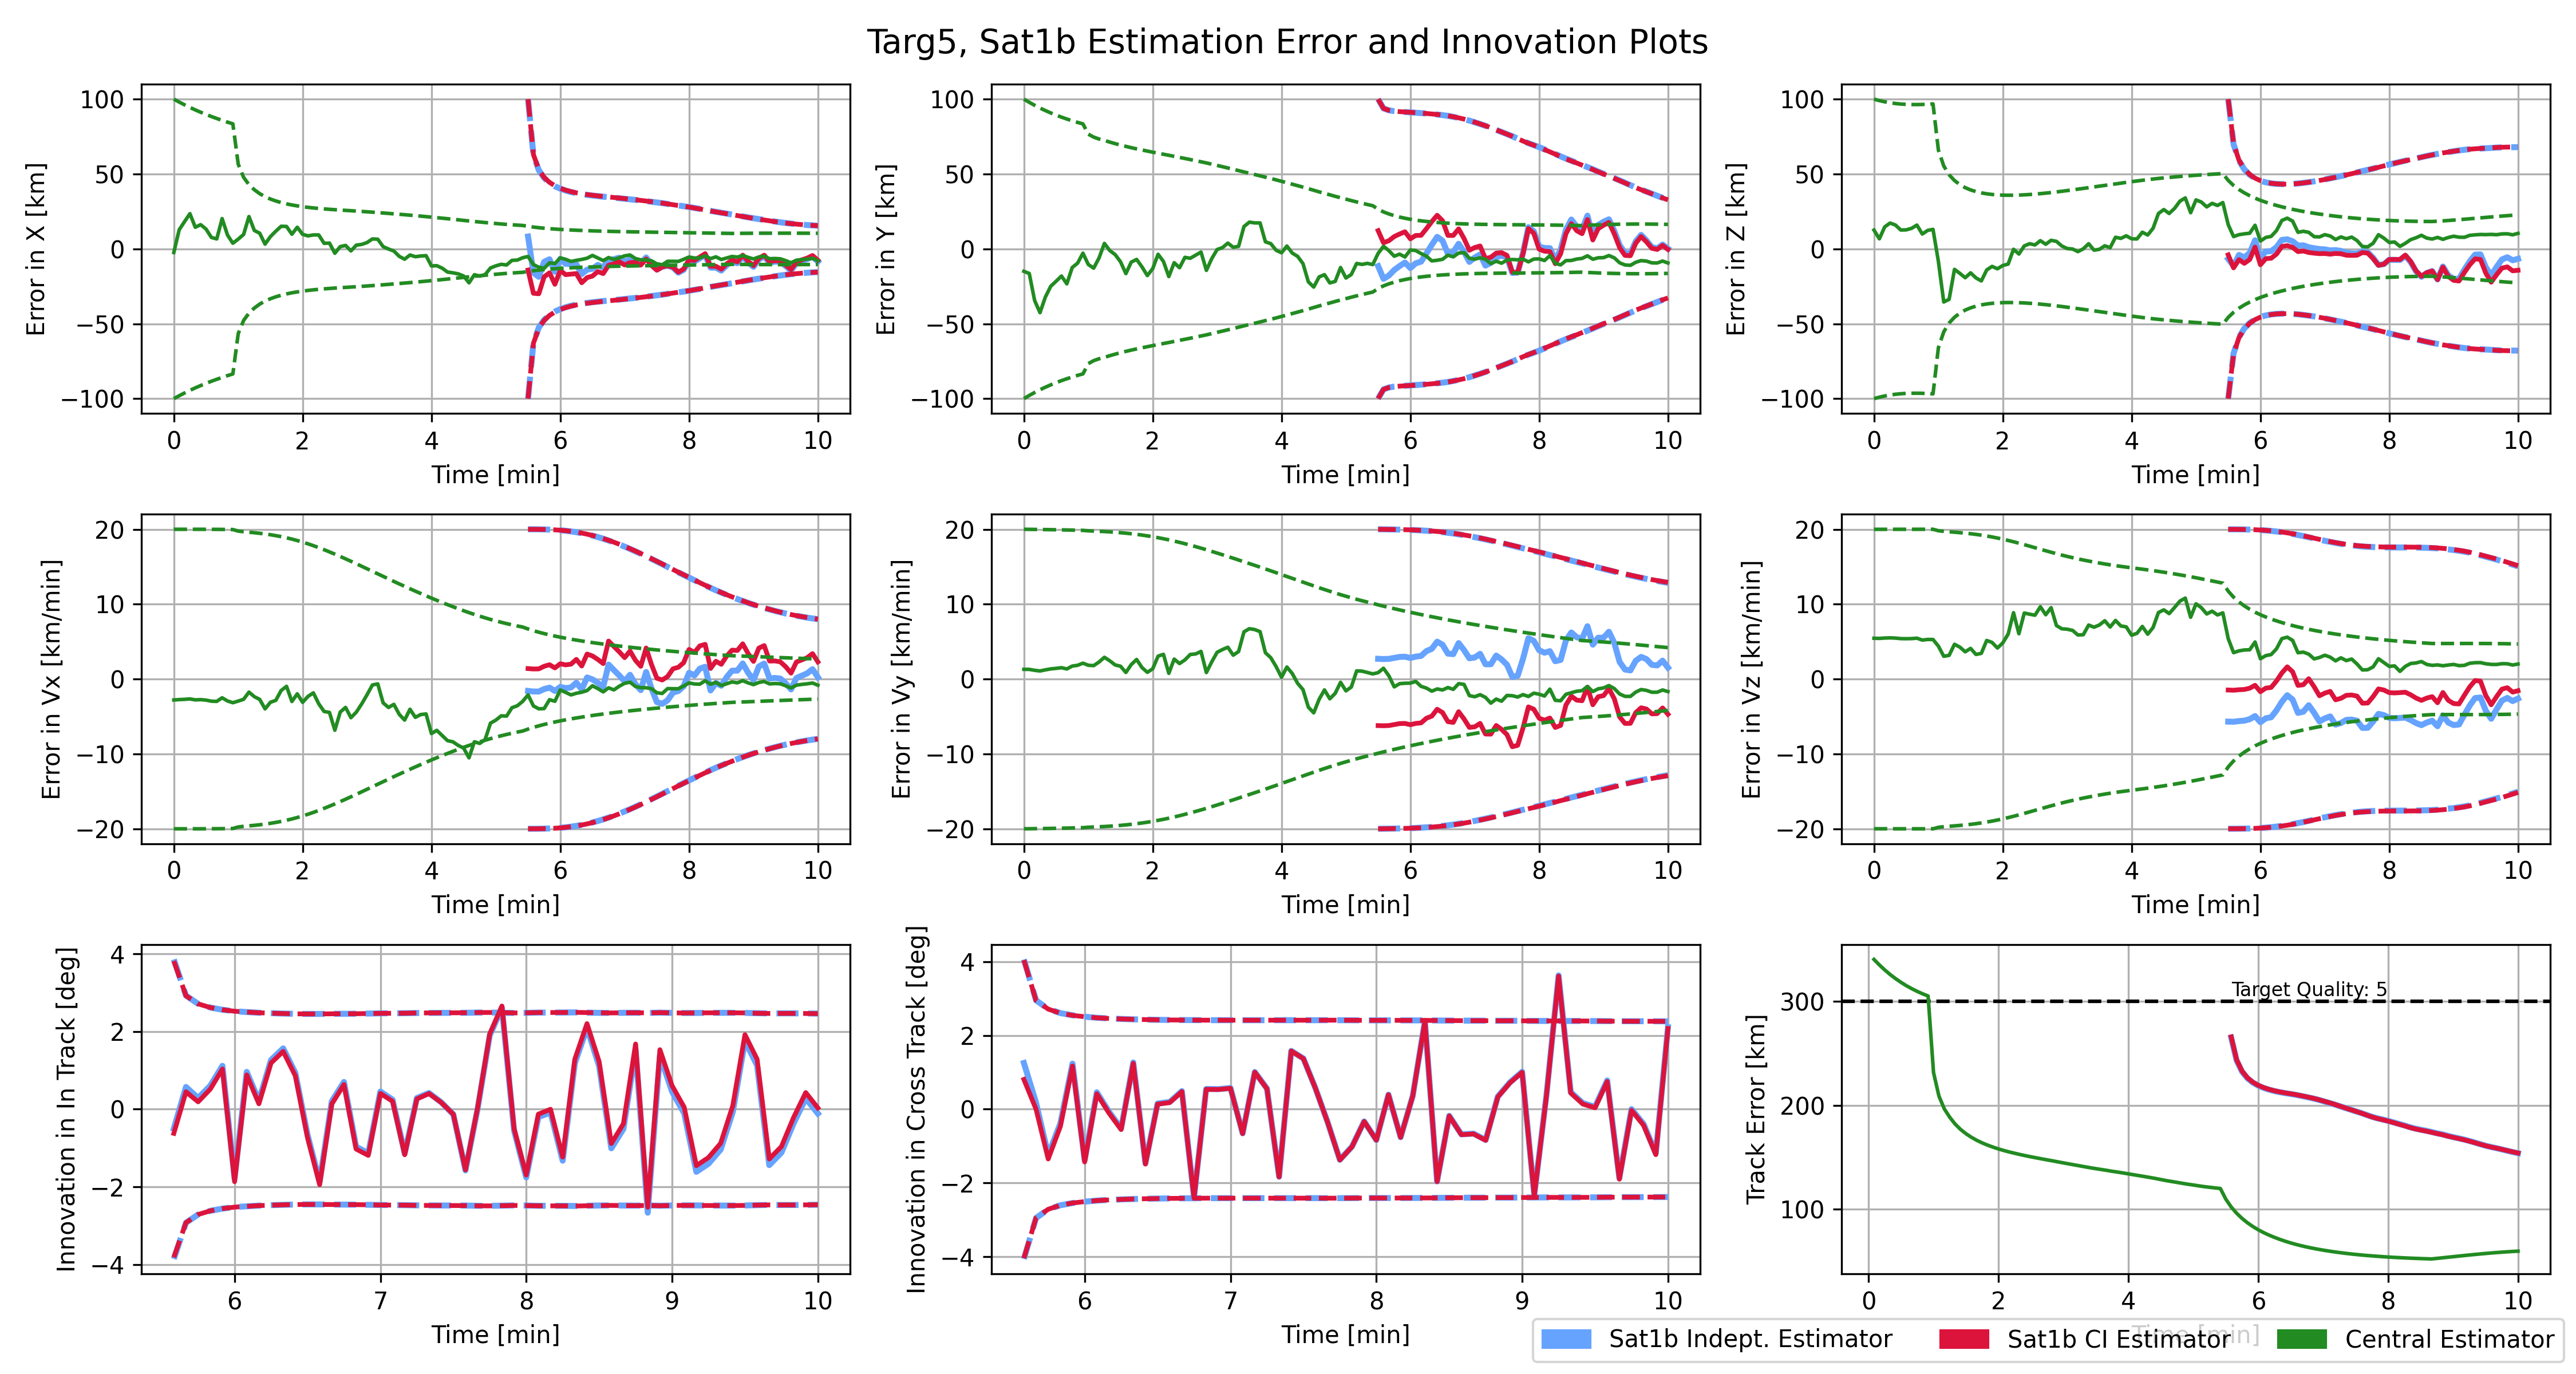 Targ5, Sat1b Estimation Error and Innovation Plots
Error in X [km]
100
50
0
−50
−100
0 2 4 6 8 10
Time [min]
Error in Y [km]
100
50
0
−50
−100
0 2 4 6 8 10
Time [min]
Error in Z [km]
100
50
0
−50
−100
0 2 4 6 8 10
Time [min]
Error in Vx [km/min]
20
10
0
−10
−20
0 2 4 6 8 10
Time [min]
Error in Vy [km/min]
20
10
0
−10
−20
0 2 4 6 8 10
Time [min]
Error in Vz [km/min]
20
10
0
−10
−20
0 2 4 6 8 10
Time [min]
Innovation in In Track [deg]
4
2
0
−2
−4
6 7 8 9 10
Time [min]
Innovation in Cross Track [deg]
4
2
0
−2
−4
6 7 8 9 10
Time [min]
Track Error [km]
300
200
100
Target Quality: 5
0 2 4 6 8 10
Time [min]
Sat1b Indept. Estimator
Sat1b CI Estimator
Central Estimator